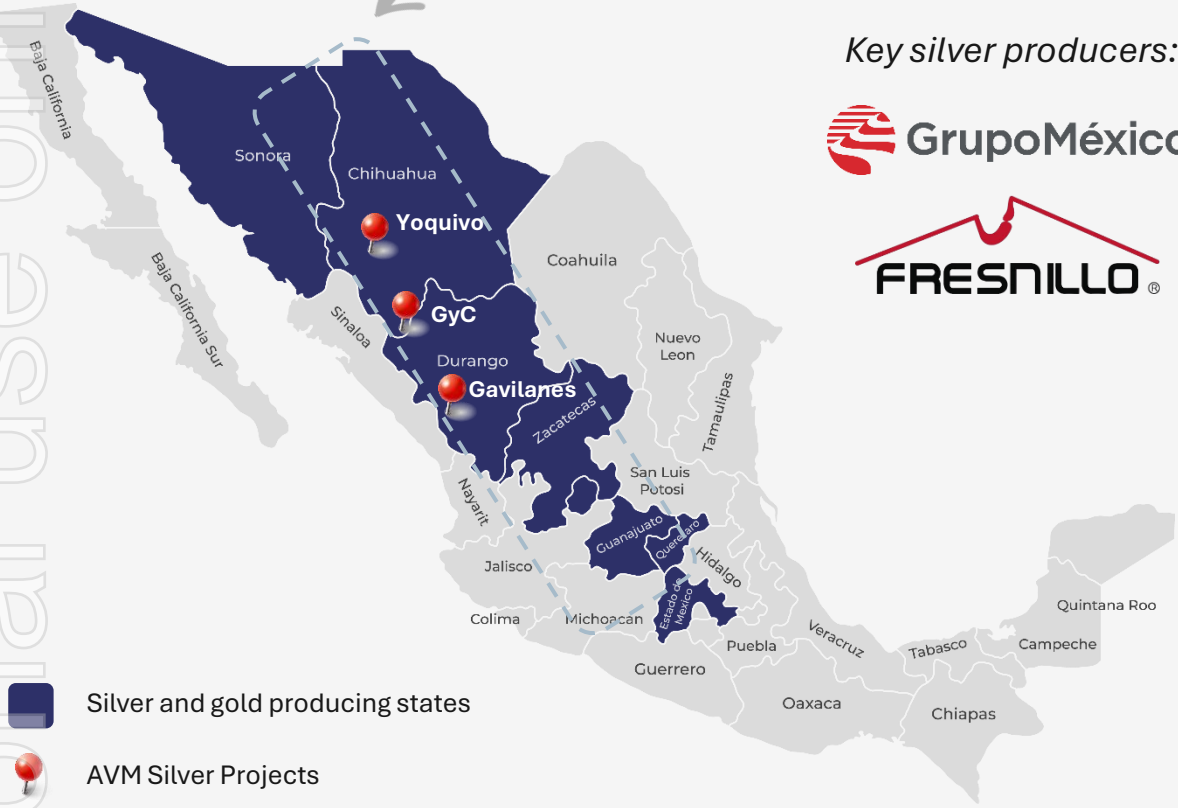 Key silver producers:
GrupoMéxico
FRESNILLO ®
Baja California
Baja California Sur
Sonora
Chihuahua
Yoquivo
Coahuila
GyC
Sinaloa
Nuevo
Leon
Durango
Gavilanes
Tamaulipas
Zacatecas
San Luis
Potosi
Nayarit
Guanajuato
Queretaro
Hidalgo
Jalisco
Estado de
Mexico
Colima
Michoacan
Quintana Roo
Veracruz
Puebla
Tabasco
Campeche
Guerrero
Oaxaca
Chiapas
Silver and gold producing states
AVM Silver Projects